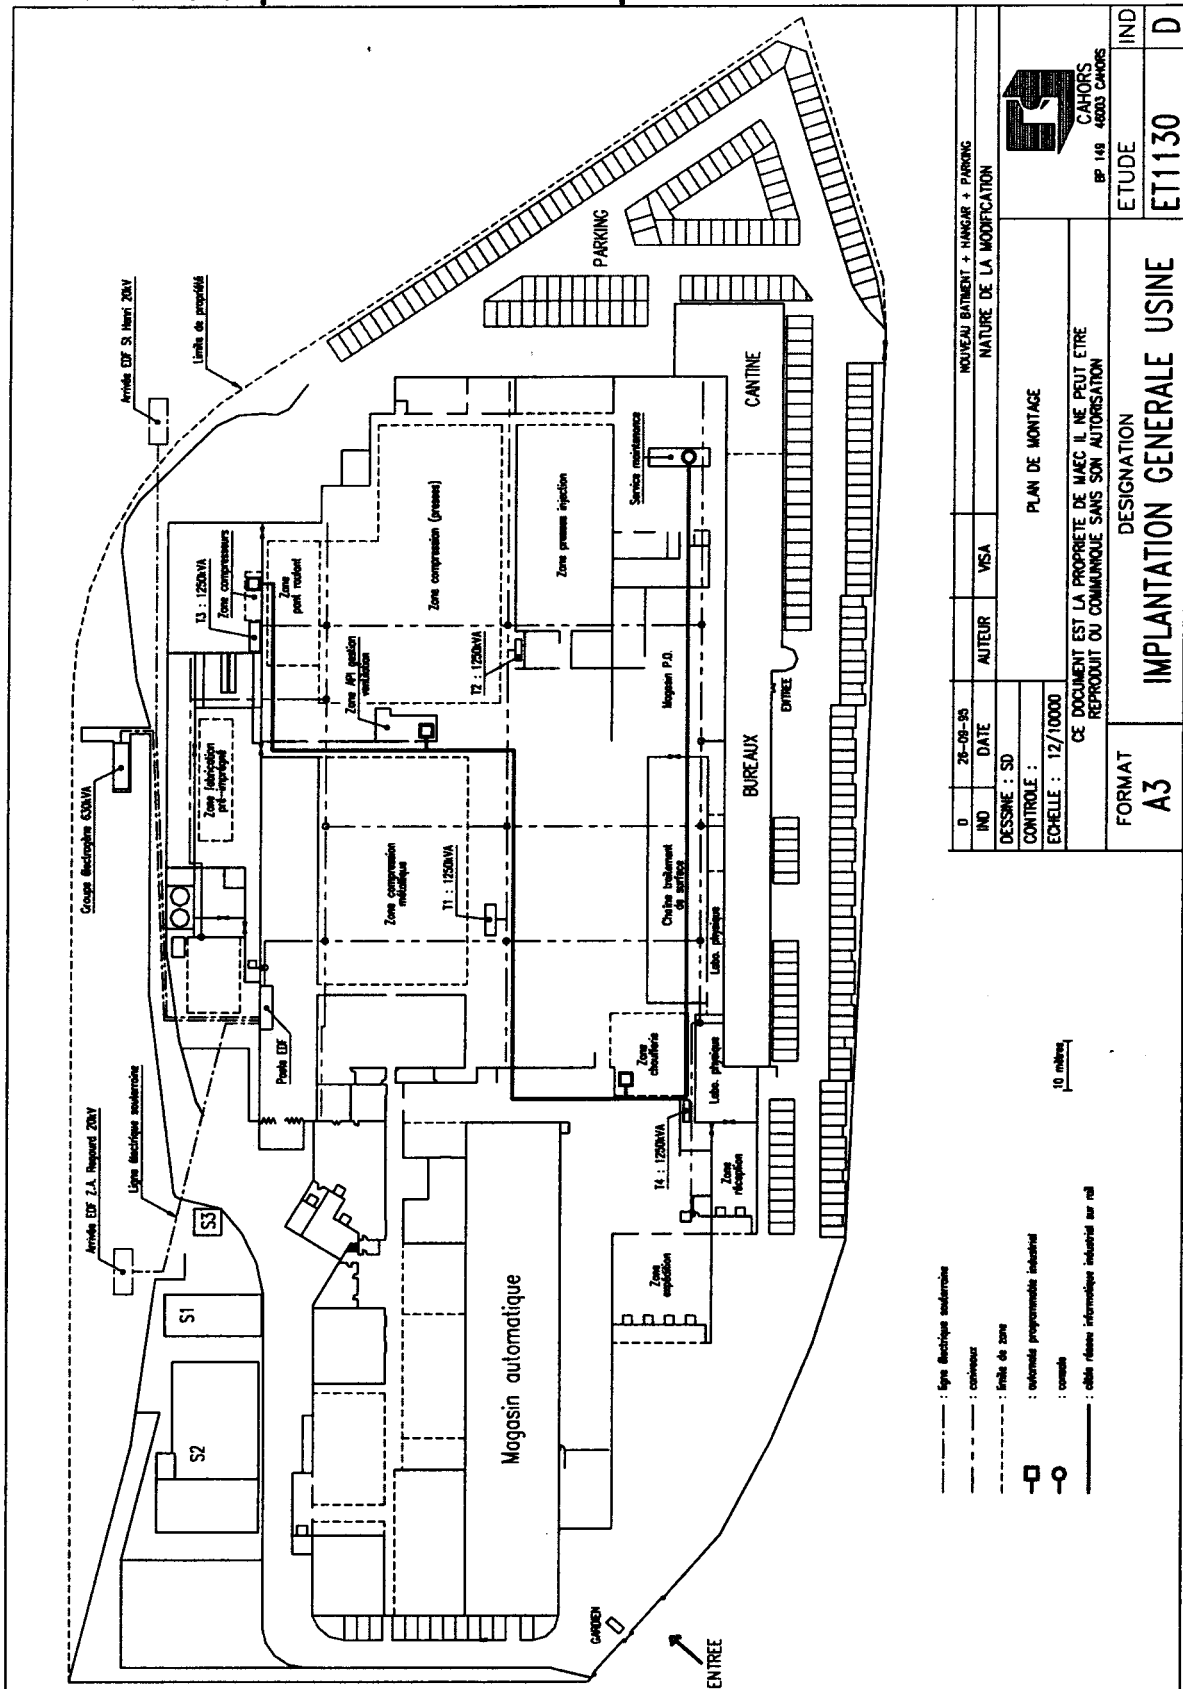 Arrivée EDF St Henri 20kV
Limite de propriété
PARKING
Groupe électrogène 630kVA
T3 : 1250kVA
Zone compresseurs
Zone
pont roulant
Zone fabrication
pré-imprégné
Zone API gestion
ventilation
Zone compression (presses)
T2 : 1250kVA
Zone presses injection
Service maintenance
CANTINE
Magasin P.O.
ENTREE
BUREAUX
Zone compression
métallique
T1 : 1250kVA
Chaîne traitement
de surface
Labo. physique
Labo. physique
Arrivée EDF Z.A. Regourd 20kV
Ligne électrique souterraine
Poste EDF
Zone
chaufferie
T4 : 1250kVA
Zone
réception
Zone
expédition
S3
S1
S2
Magasin automatique
GARDIEN
ENTREE
10 mètres
: ligne électrique souterraine
: caniveaux
: limite de zone
: automate programmable industriel
: console
: câble réseau informatique industriel sur rail
D
26-09-95
NOUVEAU BATIMENT + HANGAR + PARKING
IND
DATE
AUTEUR
VISA
NATURE DE LA MODIFICATION
DESSINE : SD
CONTROLE :
ECHELLE : 12/10000
PLAN DE MONTAGE
CAHORS
BP 149 46003 CAHORS
CE DOCUMENT EST LA PROPRIETE DE MAEC IL NE PEUT ETRE
REPRODUIT OU COMMUNIQUE SANS SON AUTORISATION
FORMAT
A3
DESIGNATION
IMPLANTATION GENERALE USINE
ETUDE
ET1130
IND
D